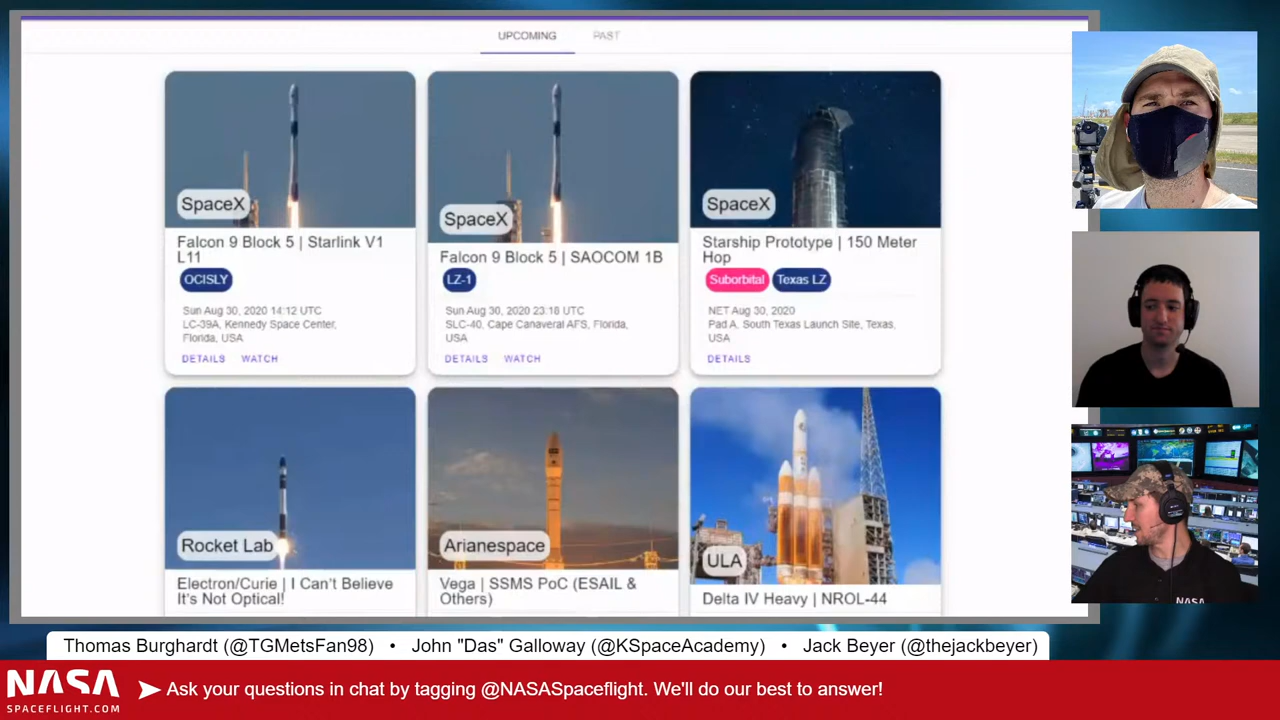 UPCOMING
PAST
SpaceX
Falcon 9 Block 5 | Starlink V1
L11
OCISLY
Sun Aug 30, 2020 14:12 UTC
LC-39A, Kennedy Space Center,
Florida, USA
DETAILS WATCH
SpaceX
Falcon 9 Block 5 | SAOCOM 1B
LZ-1
Sun Aug 30, 2020 23:18 UTC
SLC-40, Cape Canaveral AFS, Florida,
USA
DETAILS WATCH
SpaceX
Starship Prototype | 150 Meter
Hop
Suborbital Texas LZ
NET Aug 30, 2020
Pad A, South Texas Launch Site, Texas,
USA
DETAILS
Rocket Lab
Electron/Curie | I Can't Believe
It's Not Optical!
Arianespace
Vega | SSMS PoC (ESAIL &
Others)
ULA
Delta IV Heavy | NROL-44
NASA
Thomas Burghardt (@TGMetsFan98) • John "Das" Galloway (@KSpaceAcademy) • Jack Beyer (@thejackbeyer)
NASA
SPACEFLIGHT.COM
Ask your questions in chat by tagging @NASASpaceflight. We'll do our best to answer!